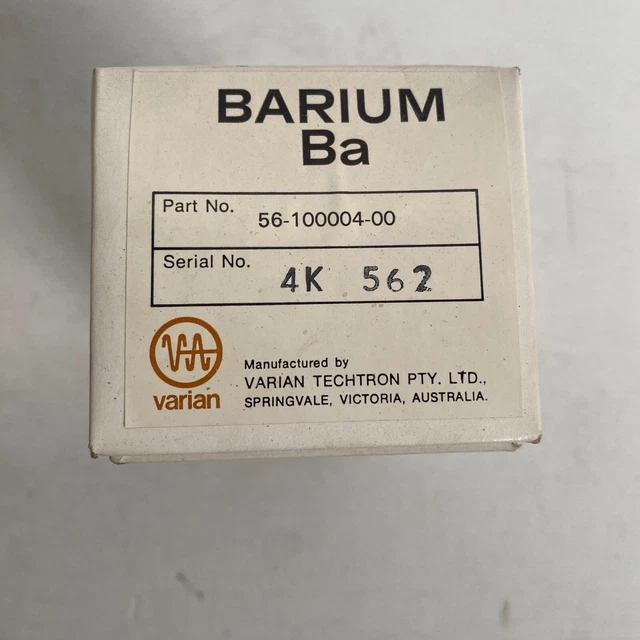 BARIUM
Ba
Part No. 56-100004-00
Serial No. 4K 562
VA
varian
Manufactured by
VARIAN TECHTRON PTY. LTD.,
SPRINGVALE, VICTORIA, AUSTRALIA.